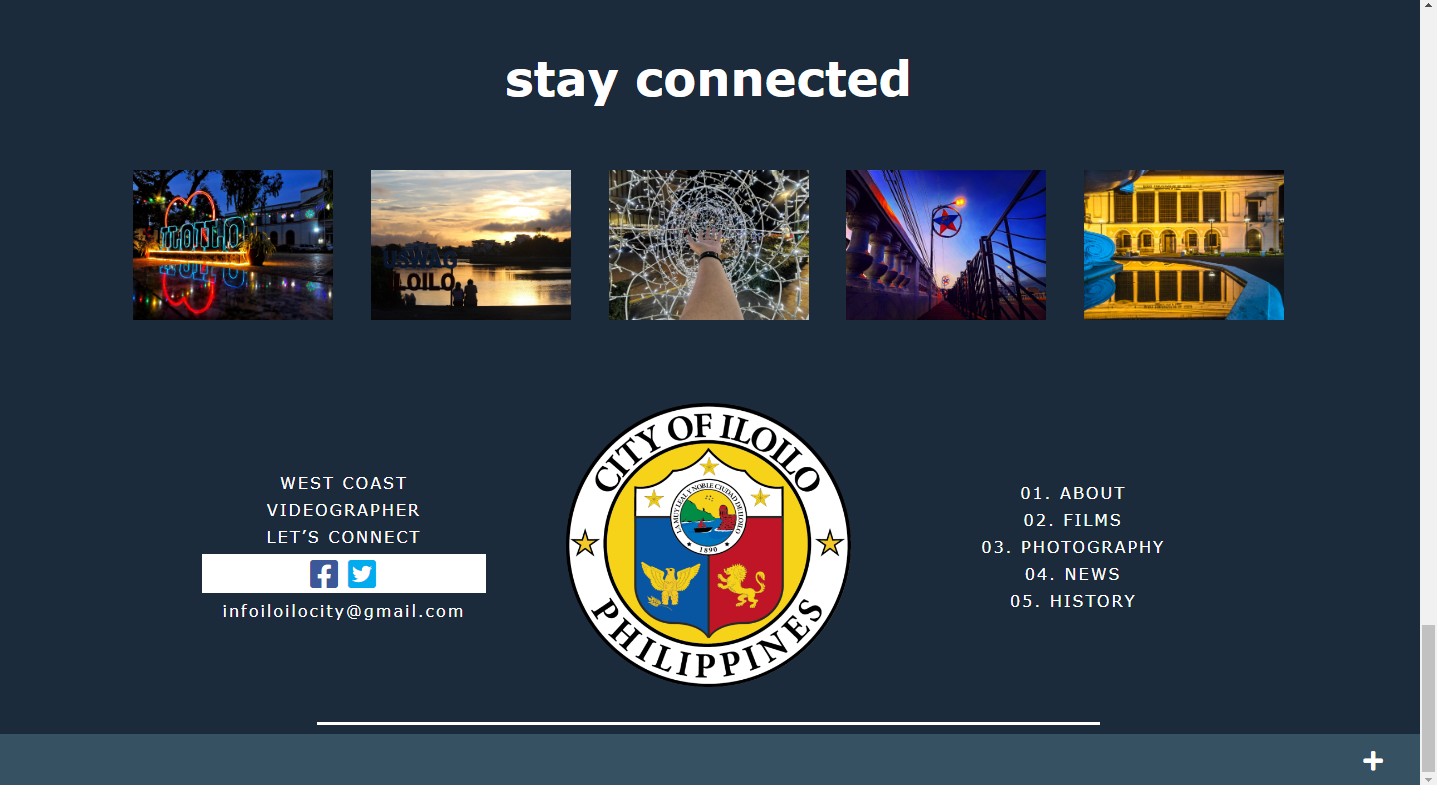 stay connected
ILOILO
USWAG
ILOILO
WEST COAST
VIDEOGRAPHER
LET’S CONNECT
infoiloilocity@gmail.com
CITY OF ILOILO
LA MUY LEAL Y NOBLE CIUDAD DE ILOILO
1890
PHILIPPINES
01. ABOUT
02. FILMS
03. PHOTOGRAPHY
04. NEWS
05. HISTORY